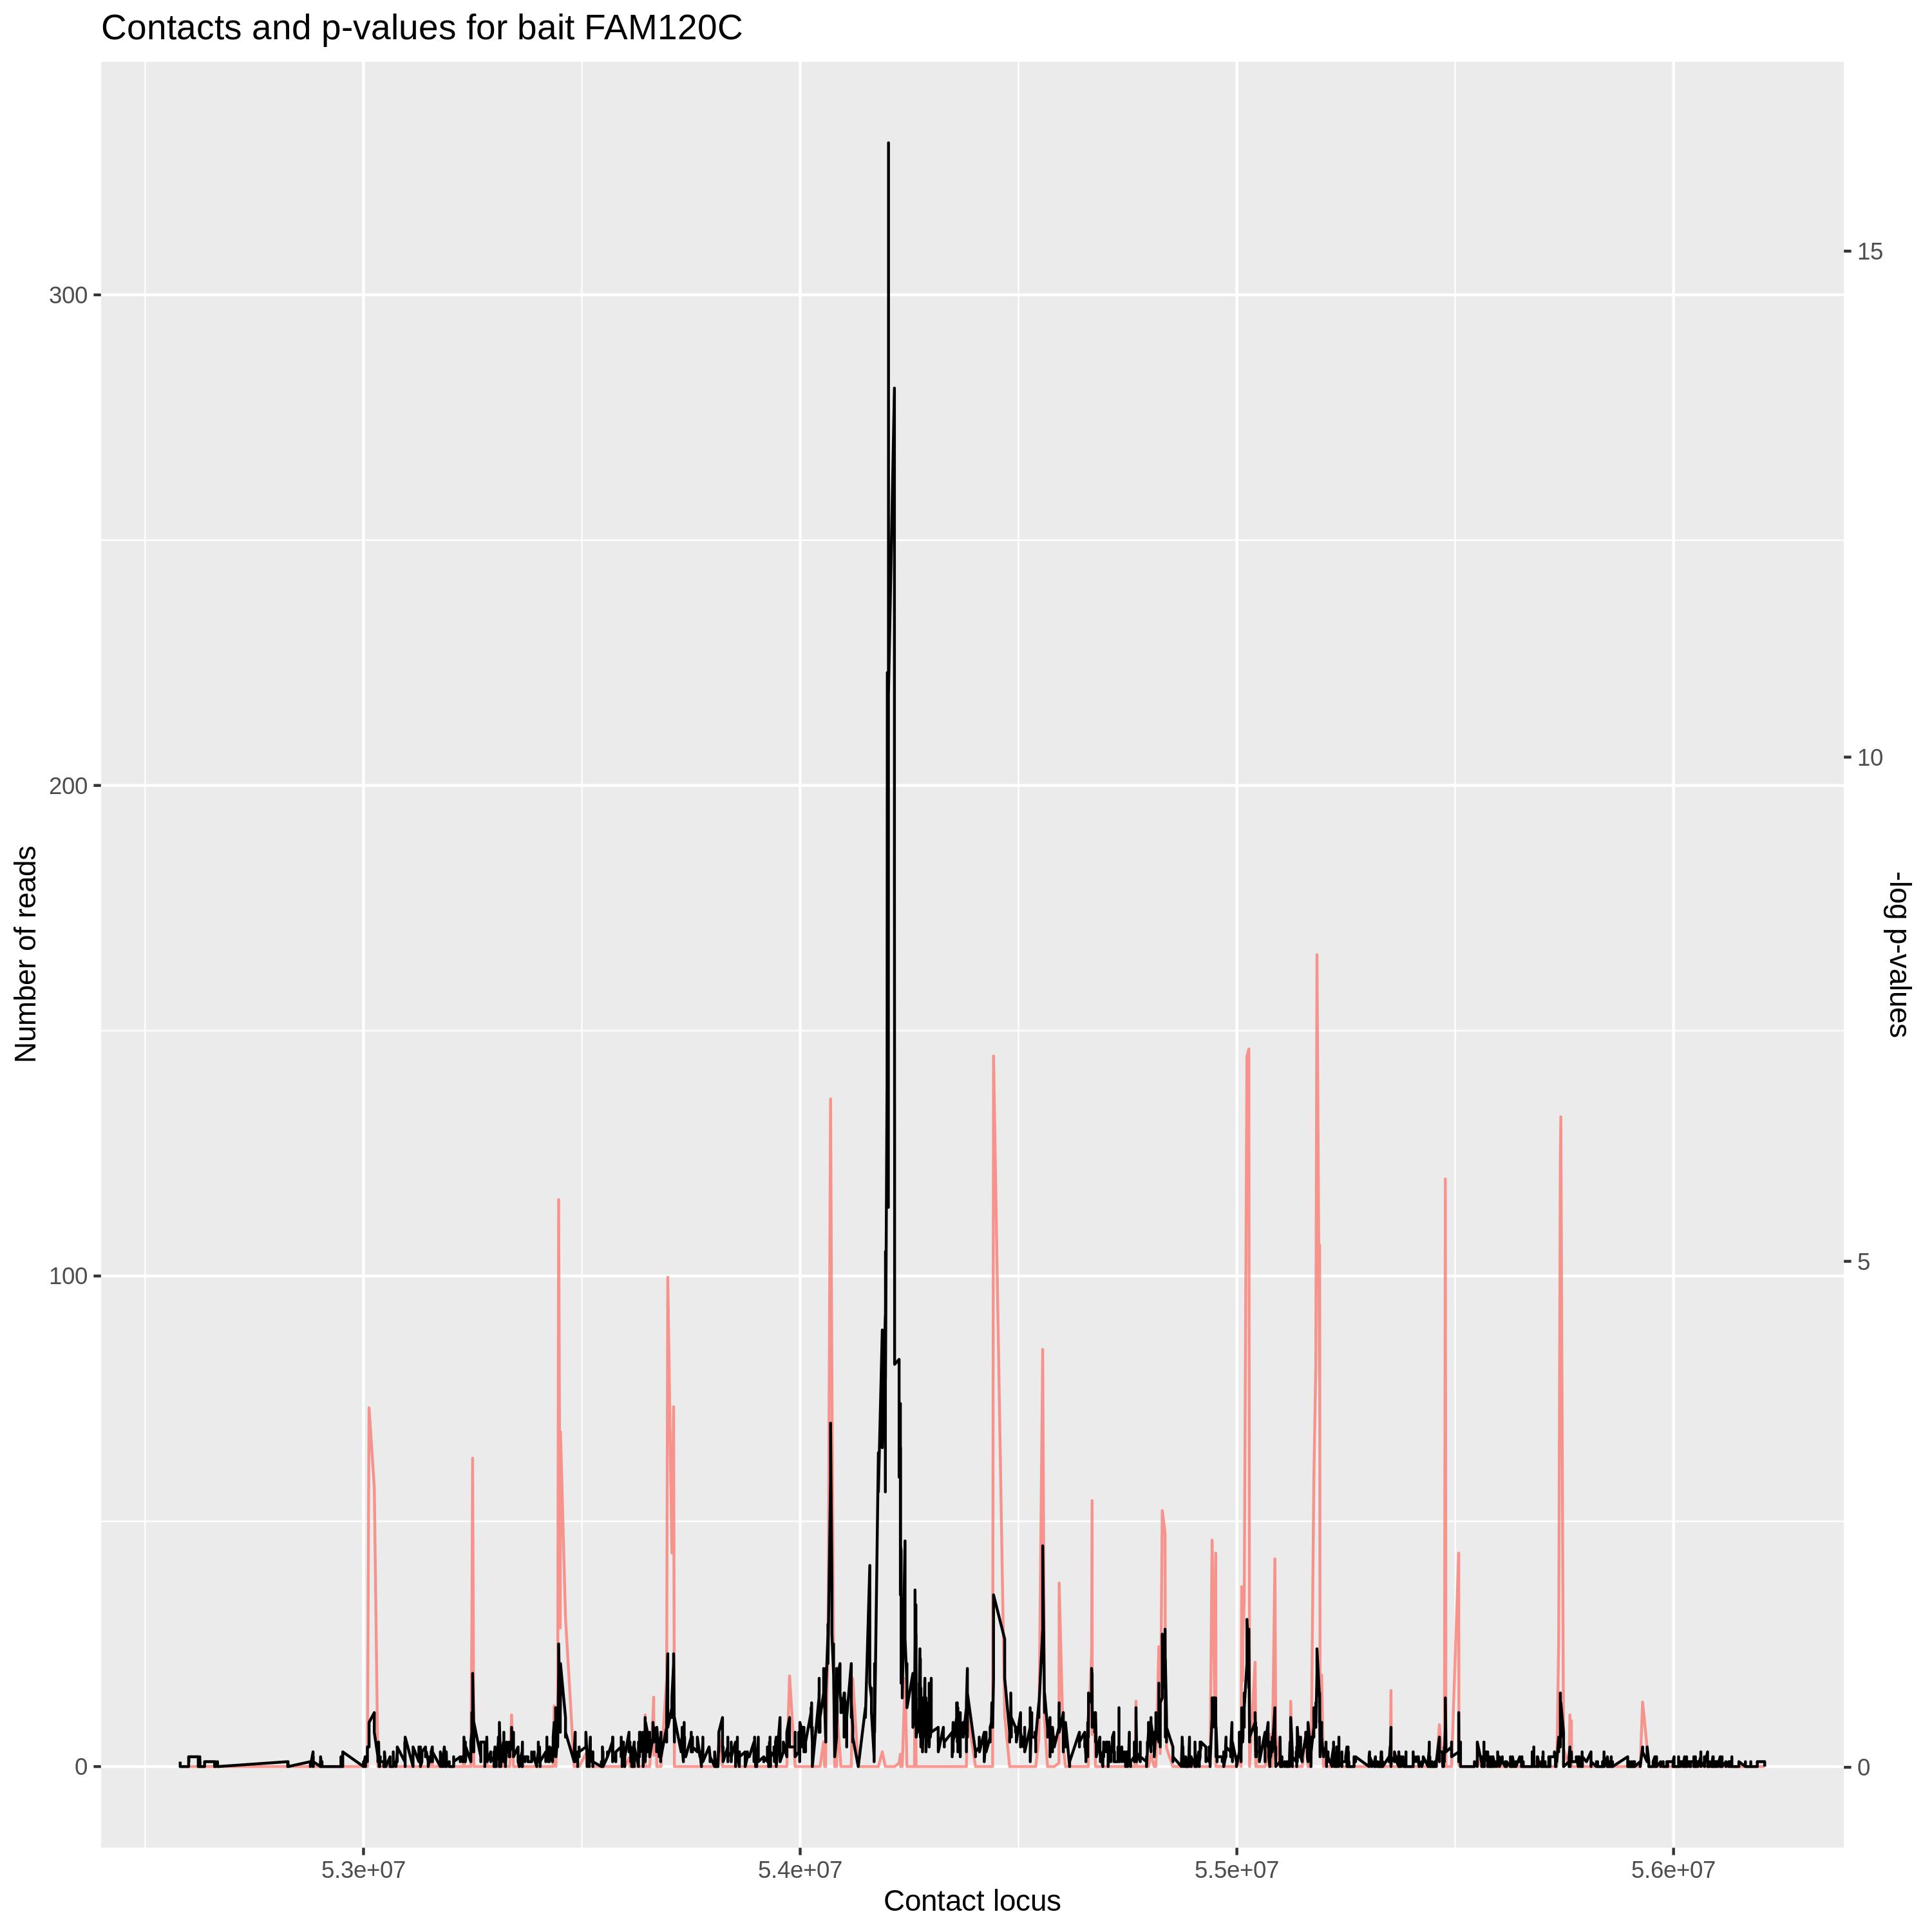 Contacts and p-values for bait FAM120C
300
200
100
0
Number of reads
15
10
5
0
-log p-values
5.3e+07
5.4e+07
5.5e+07
5.6e+07
Contact locus